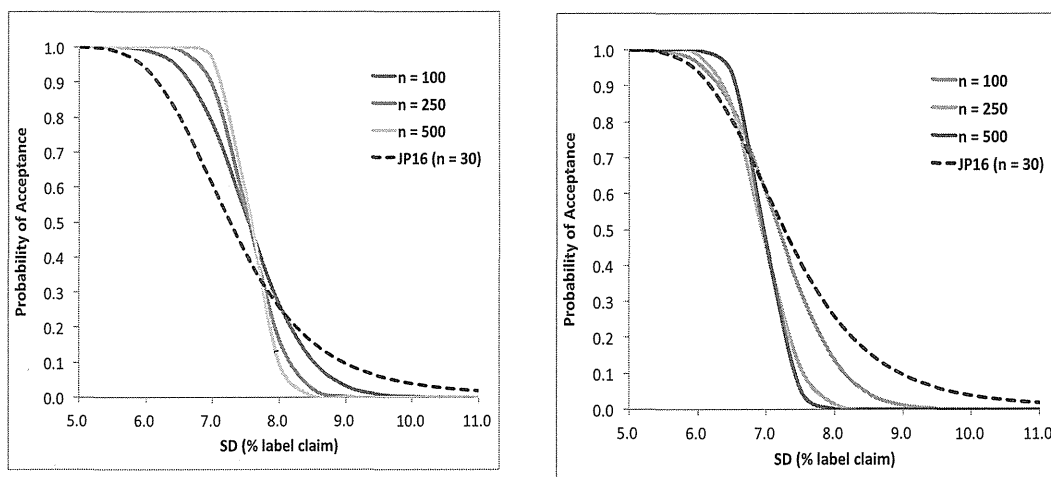 1.0
0.9
0.8
0.7
0.6
0.5
0.4
0.3
0.2
0.1
0.0
Probability of Acceptance
5.0 6.0 7.0 8.0 9.0 10.0 11.0
SD (% label claim)
n = 100
n = 250
n = 500
JP16 (n = 30)
1.0
0.9
0.8
0.7
0.6
0.5
0.4
0.3
0.2
0.1
0.0
Probability of Acceptance
5.0 6.0 7.0 8.0 9.0 10.0 11.0
SD (% label claim)
n = 100
n = 250
n = 500
JP16 (n = 30)